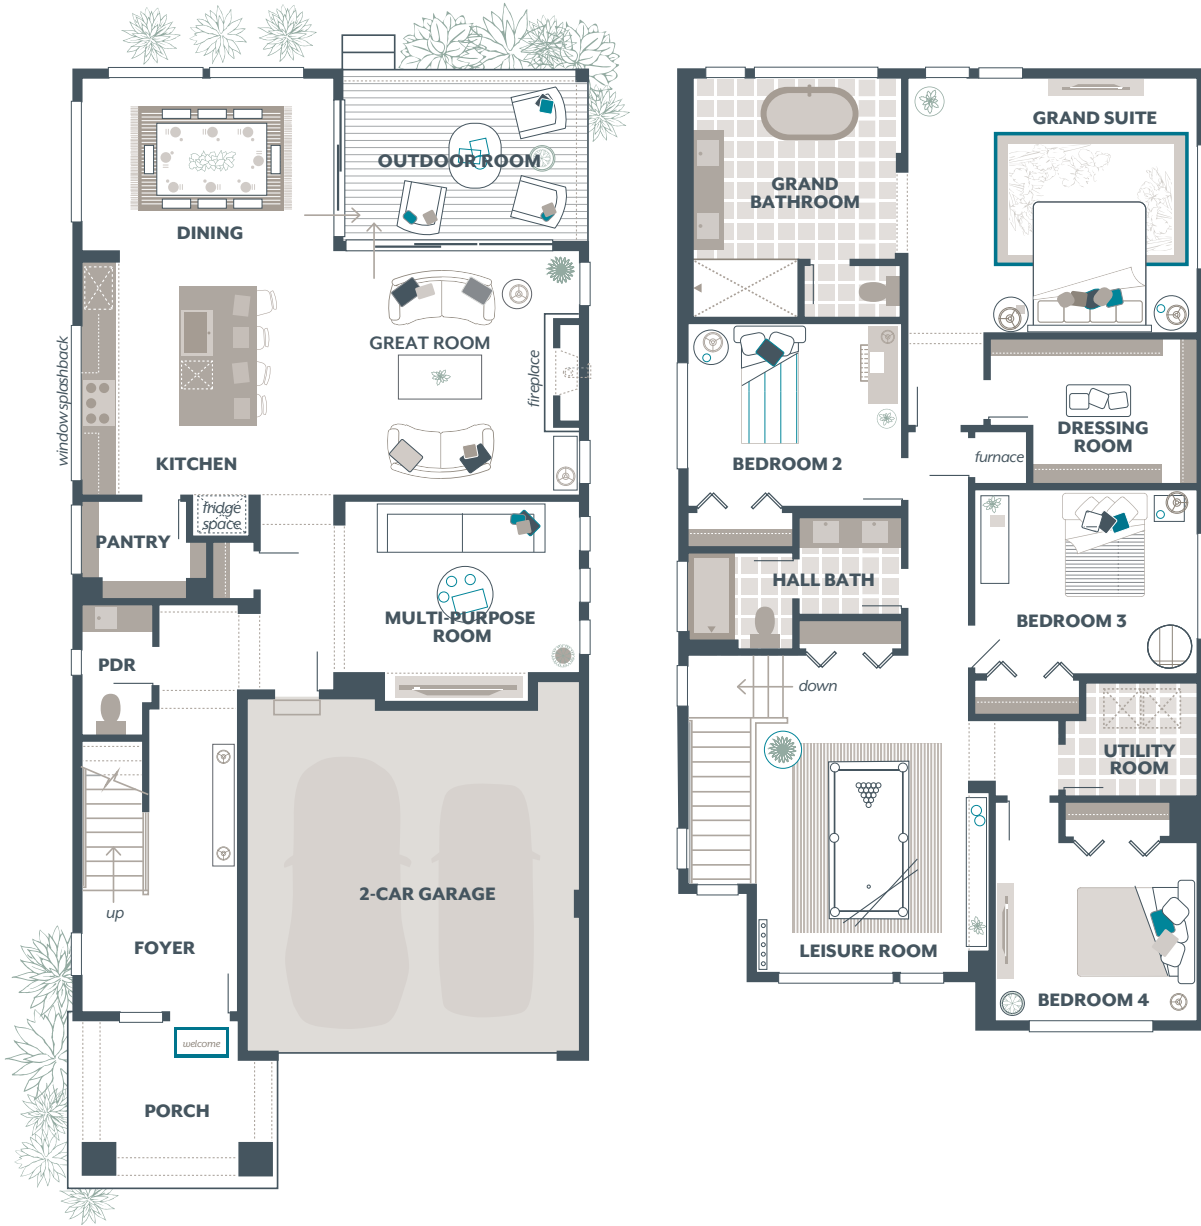 OUTDOOR ROOM
DINING
GREAT ROOM
window splashback
fireplace
KITCHEN
fridge
space
PANTRY
MULTI-PURPOSE
ROOM
PDR
2-CAR GARAGE
up
FOYER
welcome
PORCH
GRAND SUITE
GRAND
BATHROOM
DRESSING
ROOM
BEDROOM 2
furnace
HALL BATH
BEDROOM 3
down
UTILITY
ROOM
LEISURE ROOM
BEDROOM 4